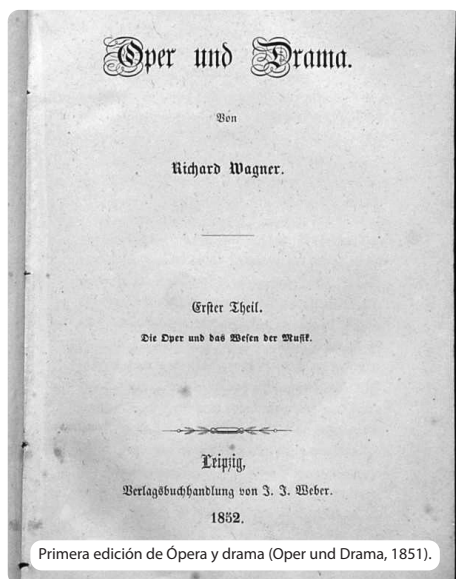 Oper und Drama.
Von
Richard Wagner.
Erster Theil.
Die Oper und das Wesen der Musik.
Leipzig,
Verlagsbuchhandlung von J. J. Weber.
1852.
Primera edición de Ópera y drama (Oper und Drama, 1851).